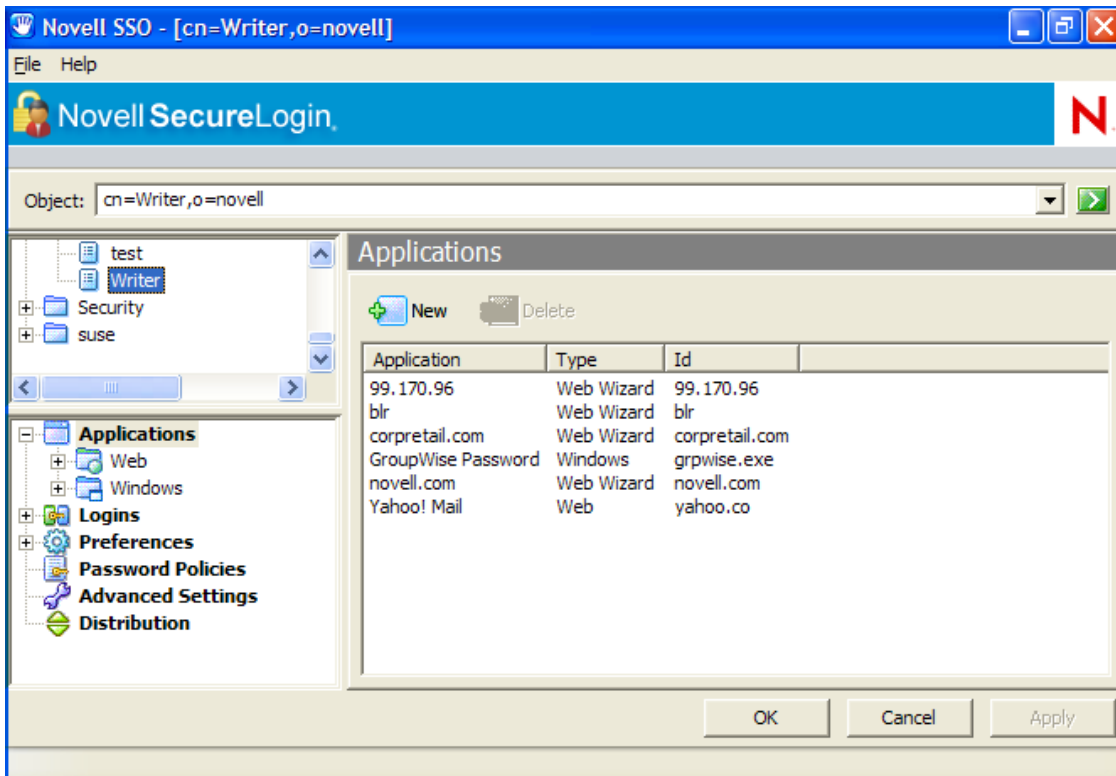 Novell SSO - [cn=Writer,o=novell]
File Help
Novell SecureLogin®
N.
Object: cn=Writer,o=novell
test
Writer
Security
suse
Applications
Web
Windows
Logins
Preferences
Password Policies
Advanced Settings
Distribution
Applications
New Delete
Application Type Id
99.170.96 Web Wizard 99.170.96
blr Web Wizard blr
corpretail.com Web Wizard corpretail.com
GroupWise Password Windows grpwise.exe
novell.com Web Wizard novell.com
Yahoo! Mail Web yahoo.co
OK Cancel Apply